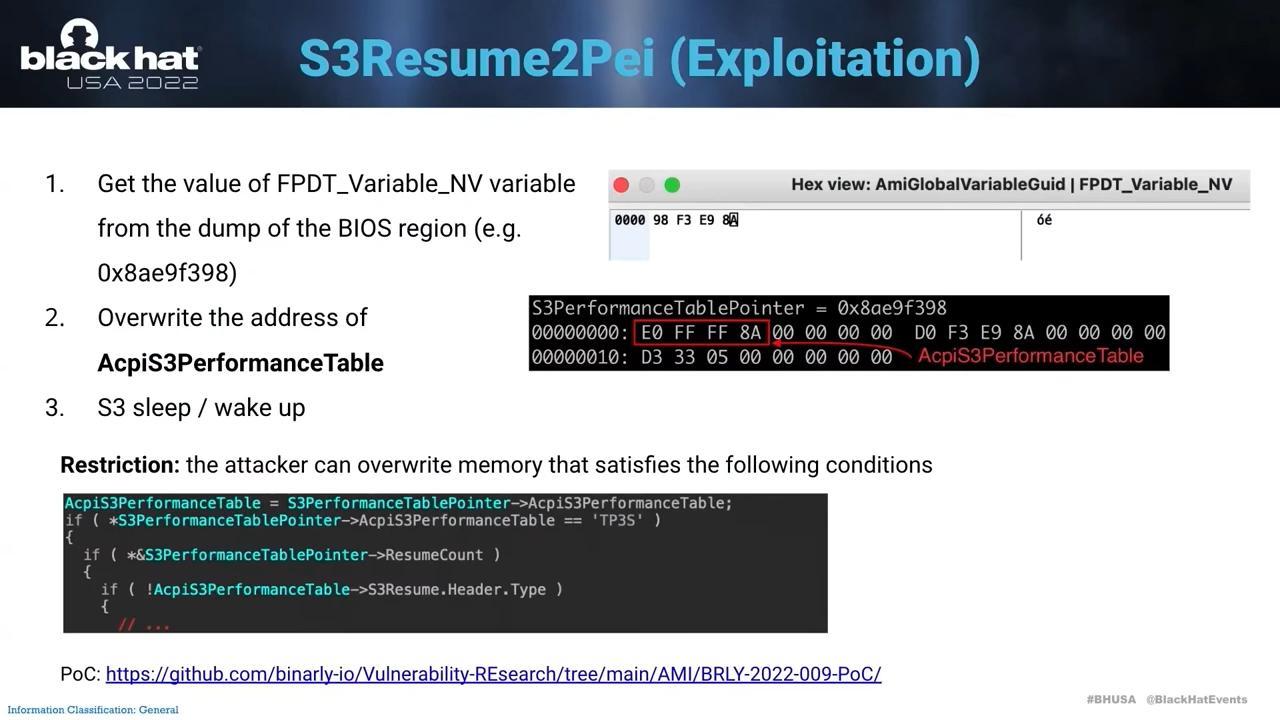 black hat
USA 2022
S3Resume2Pei (Exploitation)
1. Get the value of FPDT_Variable_NV variable
from the dump of the BIOS region (e.g.
0x8ae9f398)
2. Overwrite the address of
AcpiS3PerformanceTable
3. S3 sleep / wake up
Hex view: AmiGlobalVariableGuid | FPDT_Variable_NV
0000 98 F3 E9 8A óé
S3PerformanceTablePointer = 0x8ae9f398
00000000: E0 FF FF 8A 00 00 00 00 D0 F3 E9 8A 00 00 00 00
00000010: D3 33 05 00 00 00 00 00 AcpiS3PerformanceTable
Restriction: the attacker can overwrite memory that satisfies the following conditions
AcpiS3PerformanceTable = S3PerformanceTablePointer->AcpiS3PerformanceTable;
if ( *S3PerformanceTablePointer->AcpiS3PerformanceTable == 'TP3S' )
{
if ( *&S3PerformanceTablePointer->ResumeCount )
{
if ( !AcpiS3PerformanceTable->S3Resume.Header.Type )
{
// ...
PoC: https://github.com/binarly-io/Vulnerability-REsearch/tree/main/AMI/BRLY-2022-009-PoC/
#BHUSA @BlackHatEvents
Information Classification: General